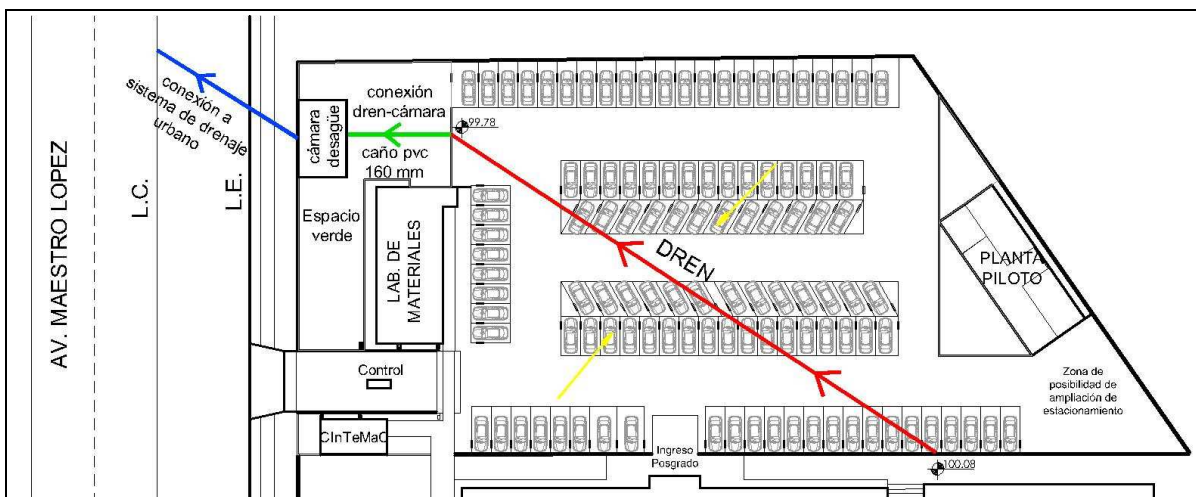 AV. MAESTRO LOPEZ
L.C.
L.E.
conexión a
sistema de drenaje
urbano
cámara
desagüe
conexión
dren-cámara
caño pvc
160 mm
99.78
Espacio
verde
LAB. DE
MATERIALES
DREN
PLANTA
PILOTO
Control
CInTeMaC
Ingreso
Posgrado
Zona de
posibilidad de
ampliación de
estacionamiento
100.08